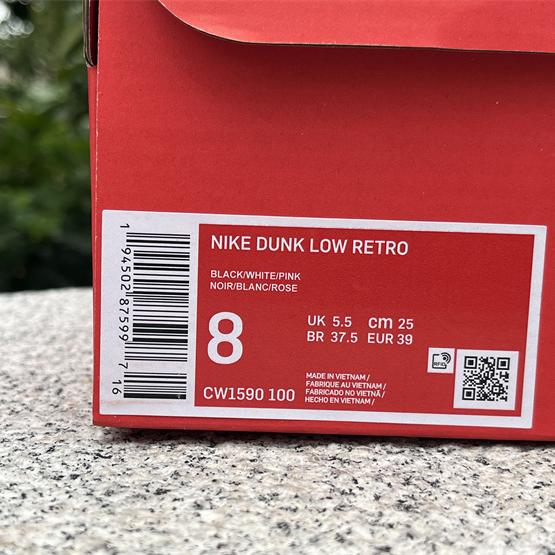 NIKE DUNK LOW RETRO
BLACK/WHITE/PINK
NOIR/BLANC/ROSE
8
UK 5.5 cm 25
BR 37.5 EUR 39
CW1590 100
MADE IN VIETNAM /
FABRIQUE AU VIETNAM /
FABRICADO NO VIETNÃ /
HECHO EN VIETNAM /
RFID
1 94502 87599 7 16